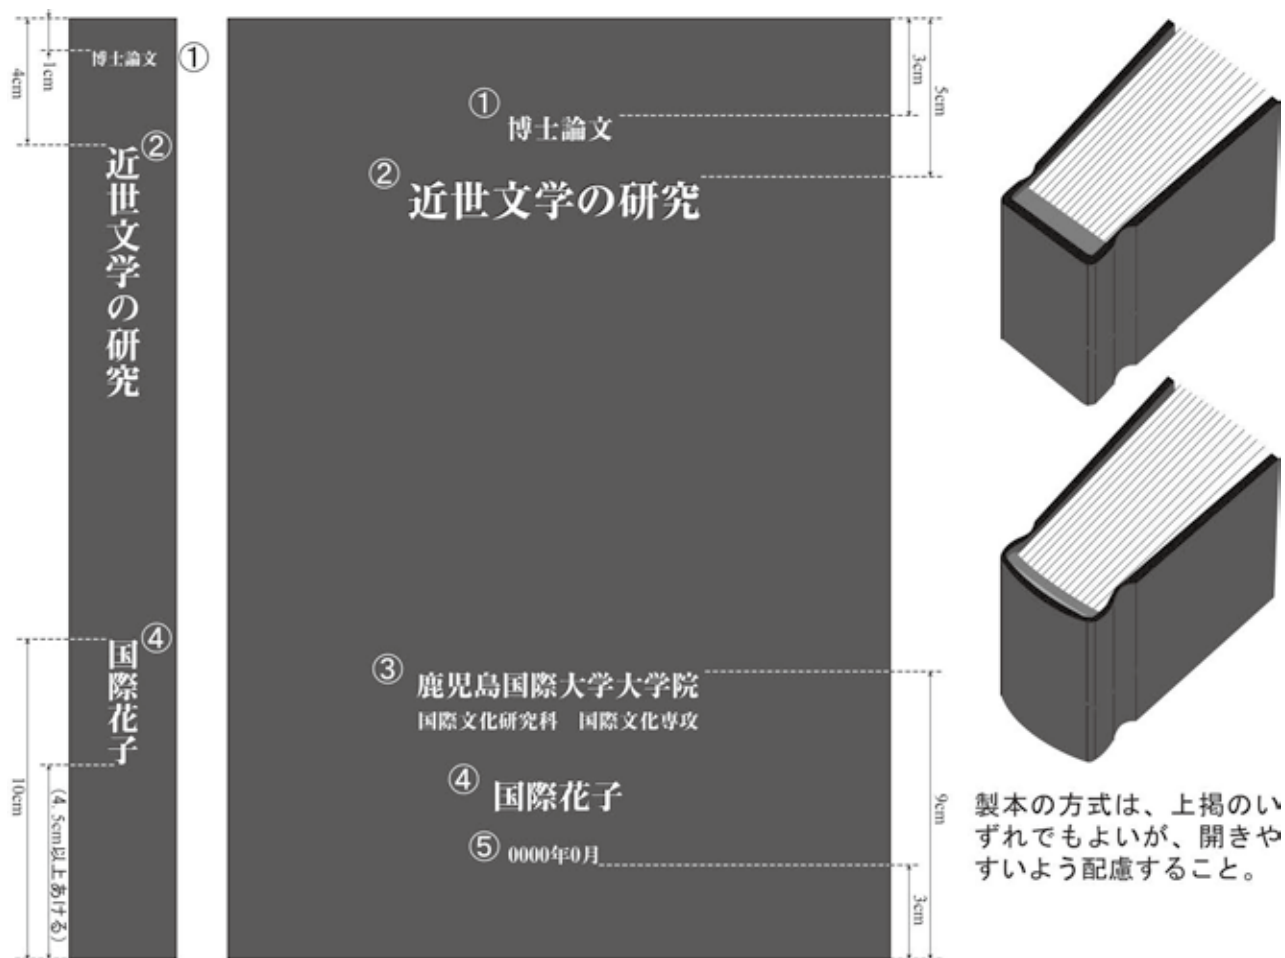 1cm
4cm
博士論文
①
②
近世文学の研究
④
国際花子
10cm
(4.5cm以上あける)
3cm
5cm
①
博士論文
②
近世文学の研究
③
鹿児島国際大学大学院
国際文化研究科 国際文化専攻
④
国際花子
⑤
0000年0月
9cm
3cm
製本の方式は、上掲のい
ずれでもよいが、開きや
すいよう配慮すること。